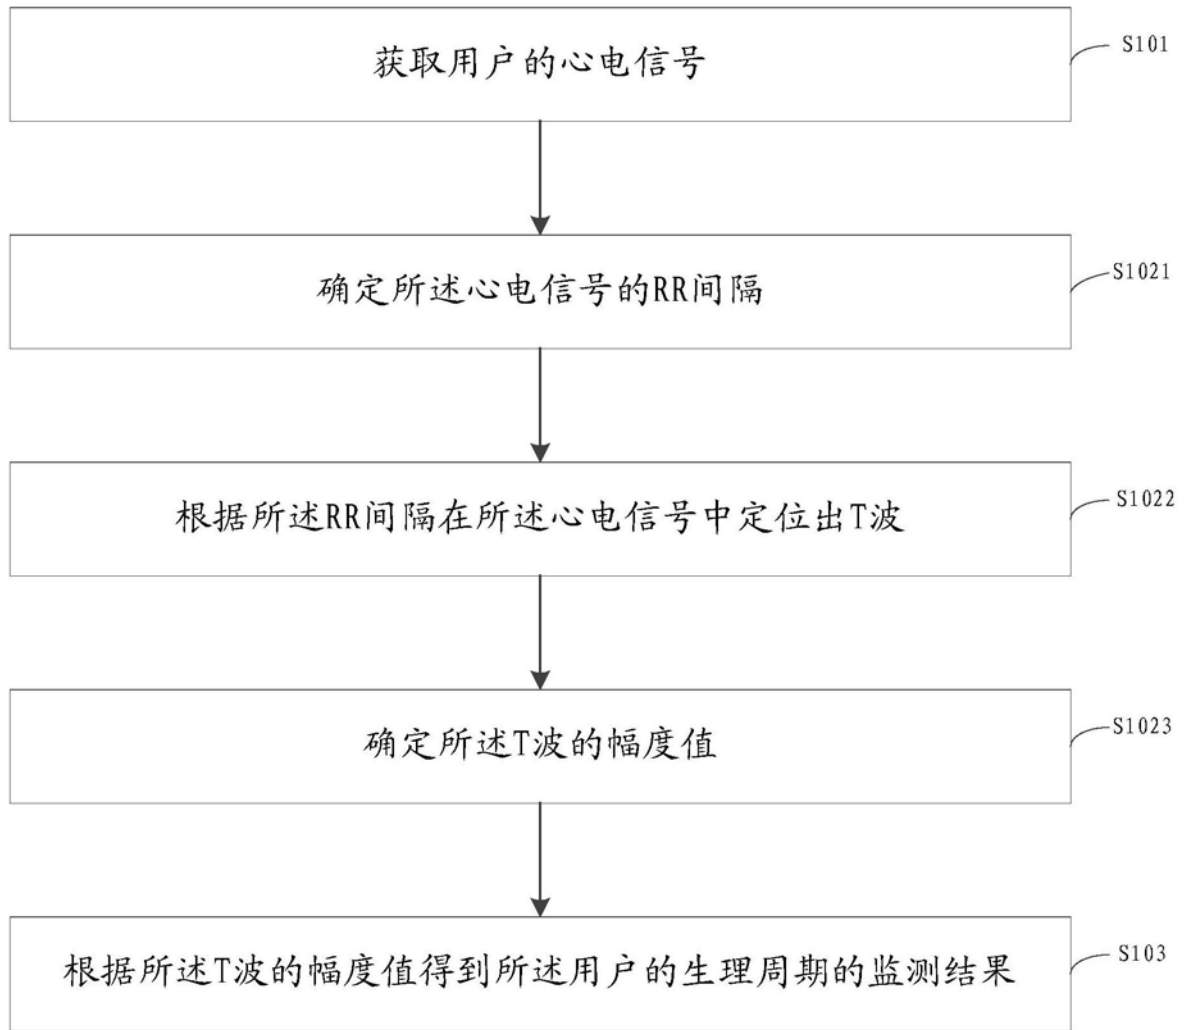 获取用户的心电信号
S101
确定所述心电信号的RR间隔
S1021
根据所述RR间隔在所述心电信号中定位出T波
S1022
确定所述T波的幅度值
S1023
根据所述T波的幅度值得到所述用户的生理周期的监测结果
S103